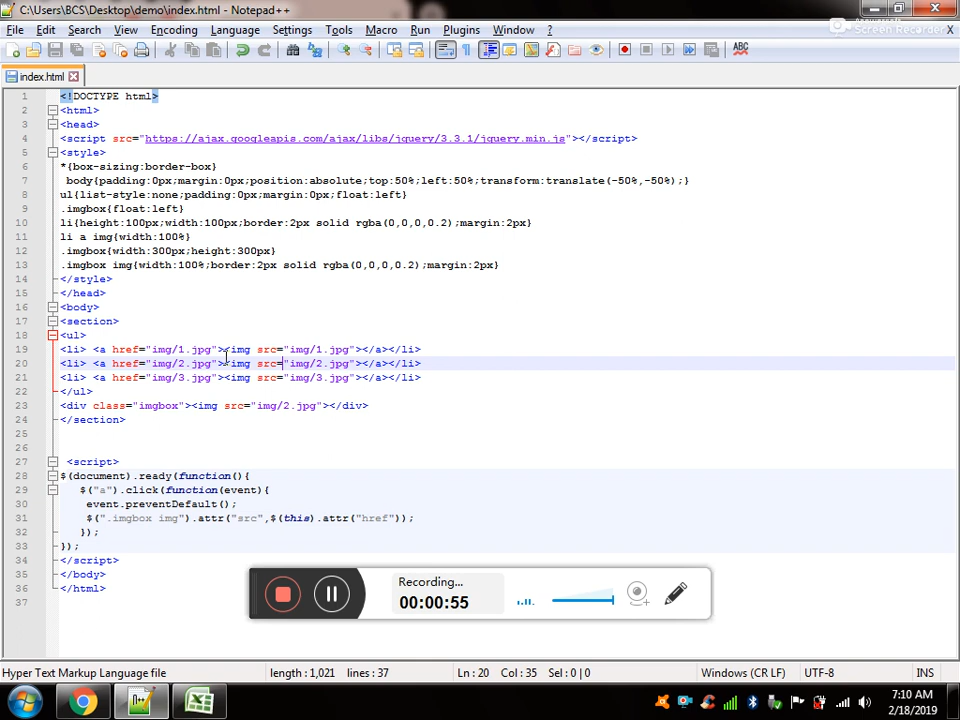 C:\Users\BCS\Desktop\demo\index.html - Notepad++
File Edit Search View Encoding Language Settings Tools Macro Run Plugins Window ? X
Screen Recorder
ABC
index.html
1 <!DOCTYPE html>
2 <html>
3 <head>
4 <script src="https://ajax.googleapis.com/ajax/libs/jquery/3.3.1/jquery.min.js"></script>
5 <style>
6 *{box-sizing:border-box}
7 body{padding:0px;margin:0px;position:absolute;top:50%;left:50%;transform:translate(-50%,-50%);}
8 ul{list-style:none;padding:0px;margin:0px;float:left}
9 .imgbox{float:left}
10 li{height:100px;width:100px;border:2px solid rgba(0,0,0,0.2);margin:2px}
11 li a img{width:100%}
12 .imgbox{width:300px;height:300px}
13 .imgbox img{width:100%;border:2px solid rgba(0,0,0,0.2);margin:2px}
14 </style>
15 </head>
16 <body>
17 <section>
18 <ul>
19 <li> <a href="img/1.jpg"><img src="img/1.jpg"></a></li>
20 <li> <a href="img/2.jpg"><img src="img/2.jpg"></a></li>
21 <li> <a href="img/3.jpg"><img src="img/3.jpg"></a></li>
22 </ul>
23 <div class="imgbox"><img src="img/2.jpg"></div>
24 </section>
25
26
27 <script>
28 $(document).ready(function(){
29 $("a").click(function(event){
30 event.preventDefault();
31 $(".imgbox img").attr("src",$(this).attr("href"));
32 });
33 });
34 </script>
35 </body>
36 </html>
37
Recording...
00:00:55
Hyper Text Markup Language file length : 1,021 lines : 37 Ln : 20 Col : 35 Sel : 0 | 0 Windows (CR LF) UTF-8 INS
7:10 AM
2/18/2019